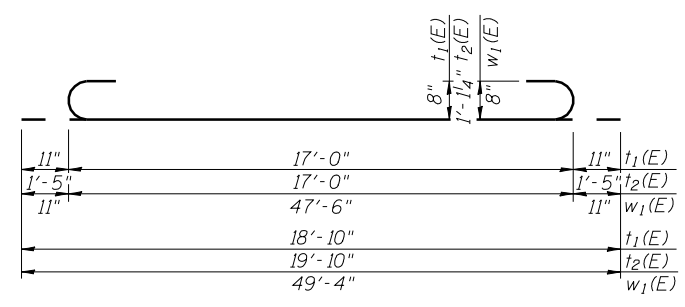 t₁(E)
t₂(E)
w₁(E)
8"
1'-1¼"
8"
11" 17'-0" 11" t₁(E)
1'-5" 17'-0" 1'-5" t₂(E)
11" 47'-6" 11" w₁(E)
18'-10" t₁(E)
19'-10" t₂(E)
49'-4" w₁(E)